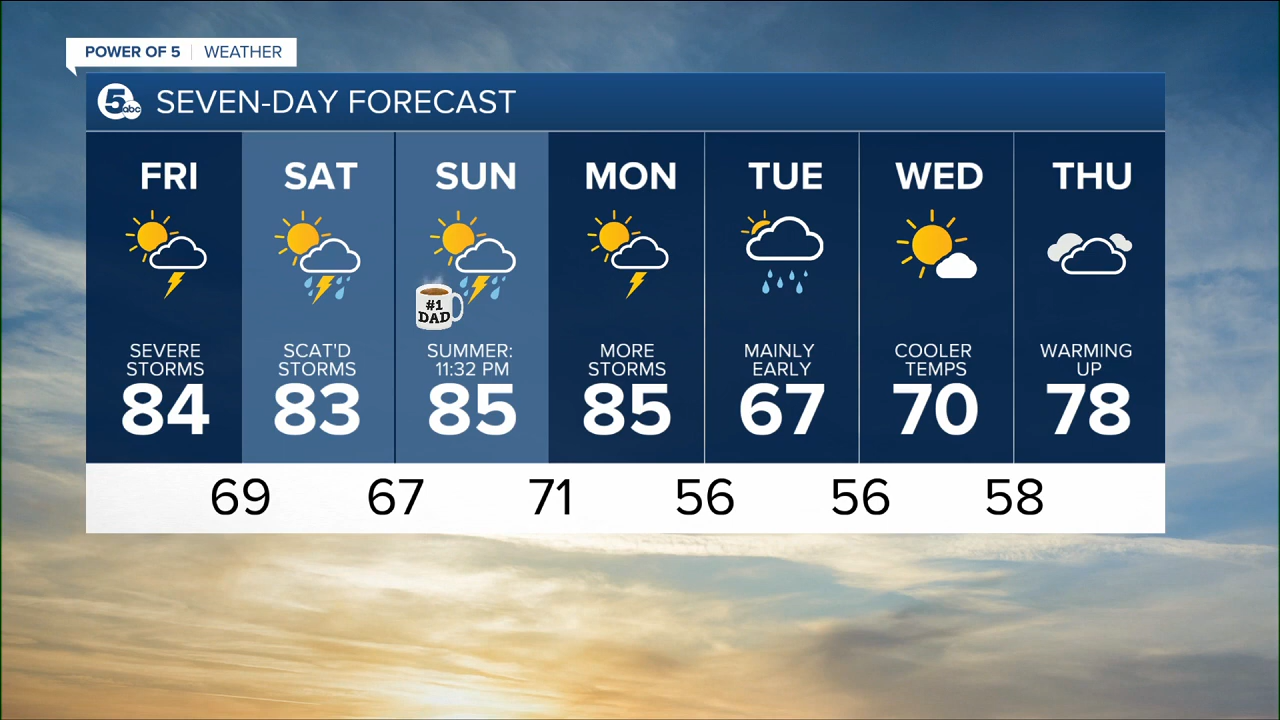 POWER OF 5 | WEATHER
5 abc SEVEN-DAY FORECAST
FRI SAT SUN MON TUE WED THU
#1
DAD
SEVERE SCAT'D SUMMER: MORE MAINLY COOLER WARMING
STORMS STORMS 11:32 PM STORMS EARLY TEMPS UP
84 83 85 85 67 70 78
69 67 71 56 56 58